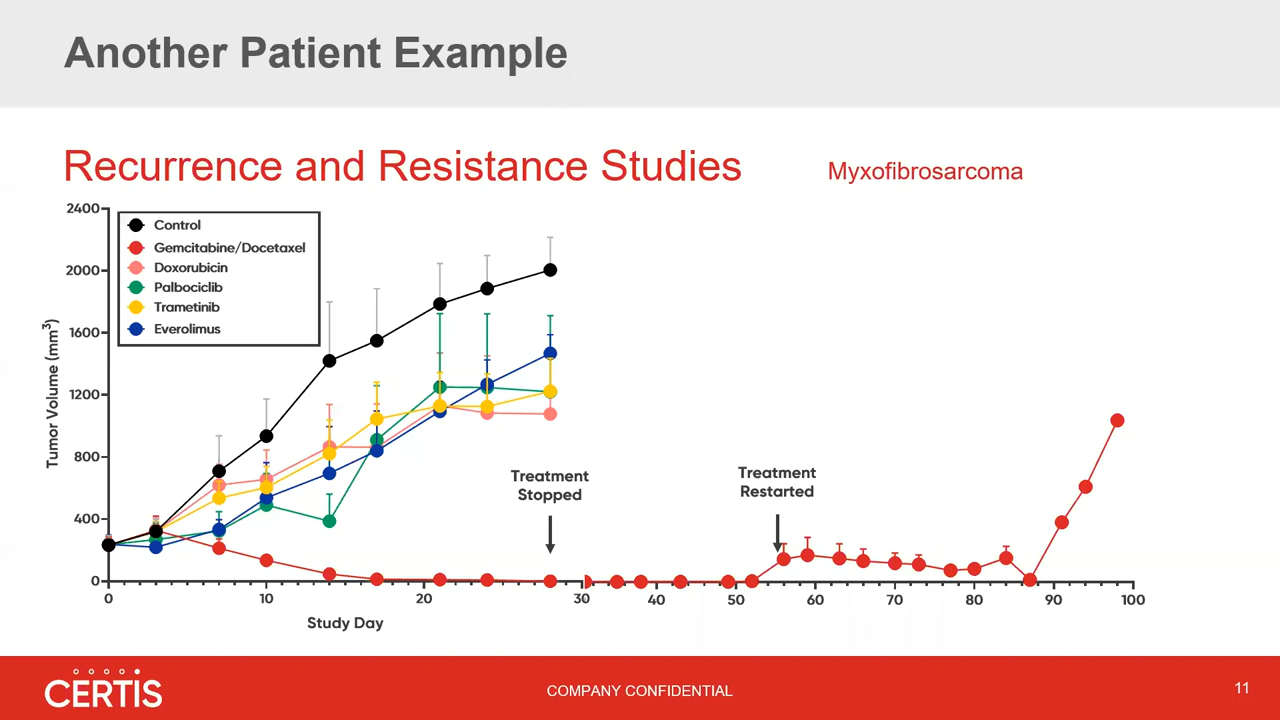 Another Patient Example
Recurrence and Resistance Studies
Myxofibrosarcoma
2400
2000
1600
1200
800
400
0
Tumor Volume (mm³)
Control
Gemcitabine/Docetaxel
Doxorubicin
Palbociclib
Trametinib
Everolimus
Treatment
Stopped
Treatment
Restarted
0 10 20 30 40 50 60 70 80 90 100
Study Day
CERTIS
COMPANY CONFIDENTIAL
11